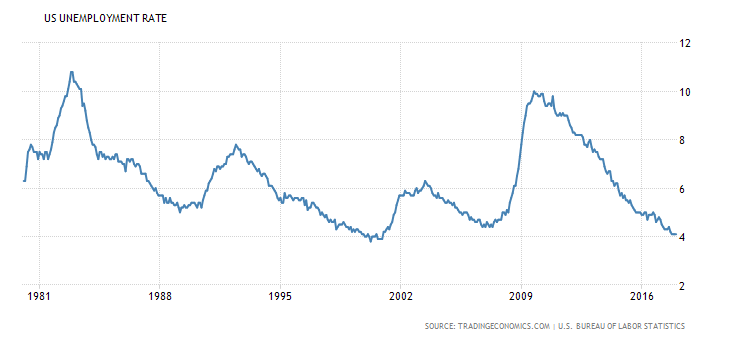 US UNEMPLOYMENT RATE
12
10
8
6
4
2
1981 1988 1995 2002 2009 2016
SOURCE: TRADINGECONOMICS.COM | U.S. BUREAU OF LABOR STATISTICS